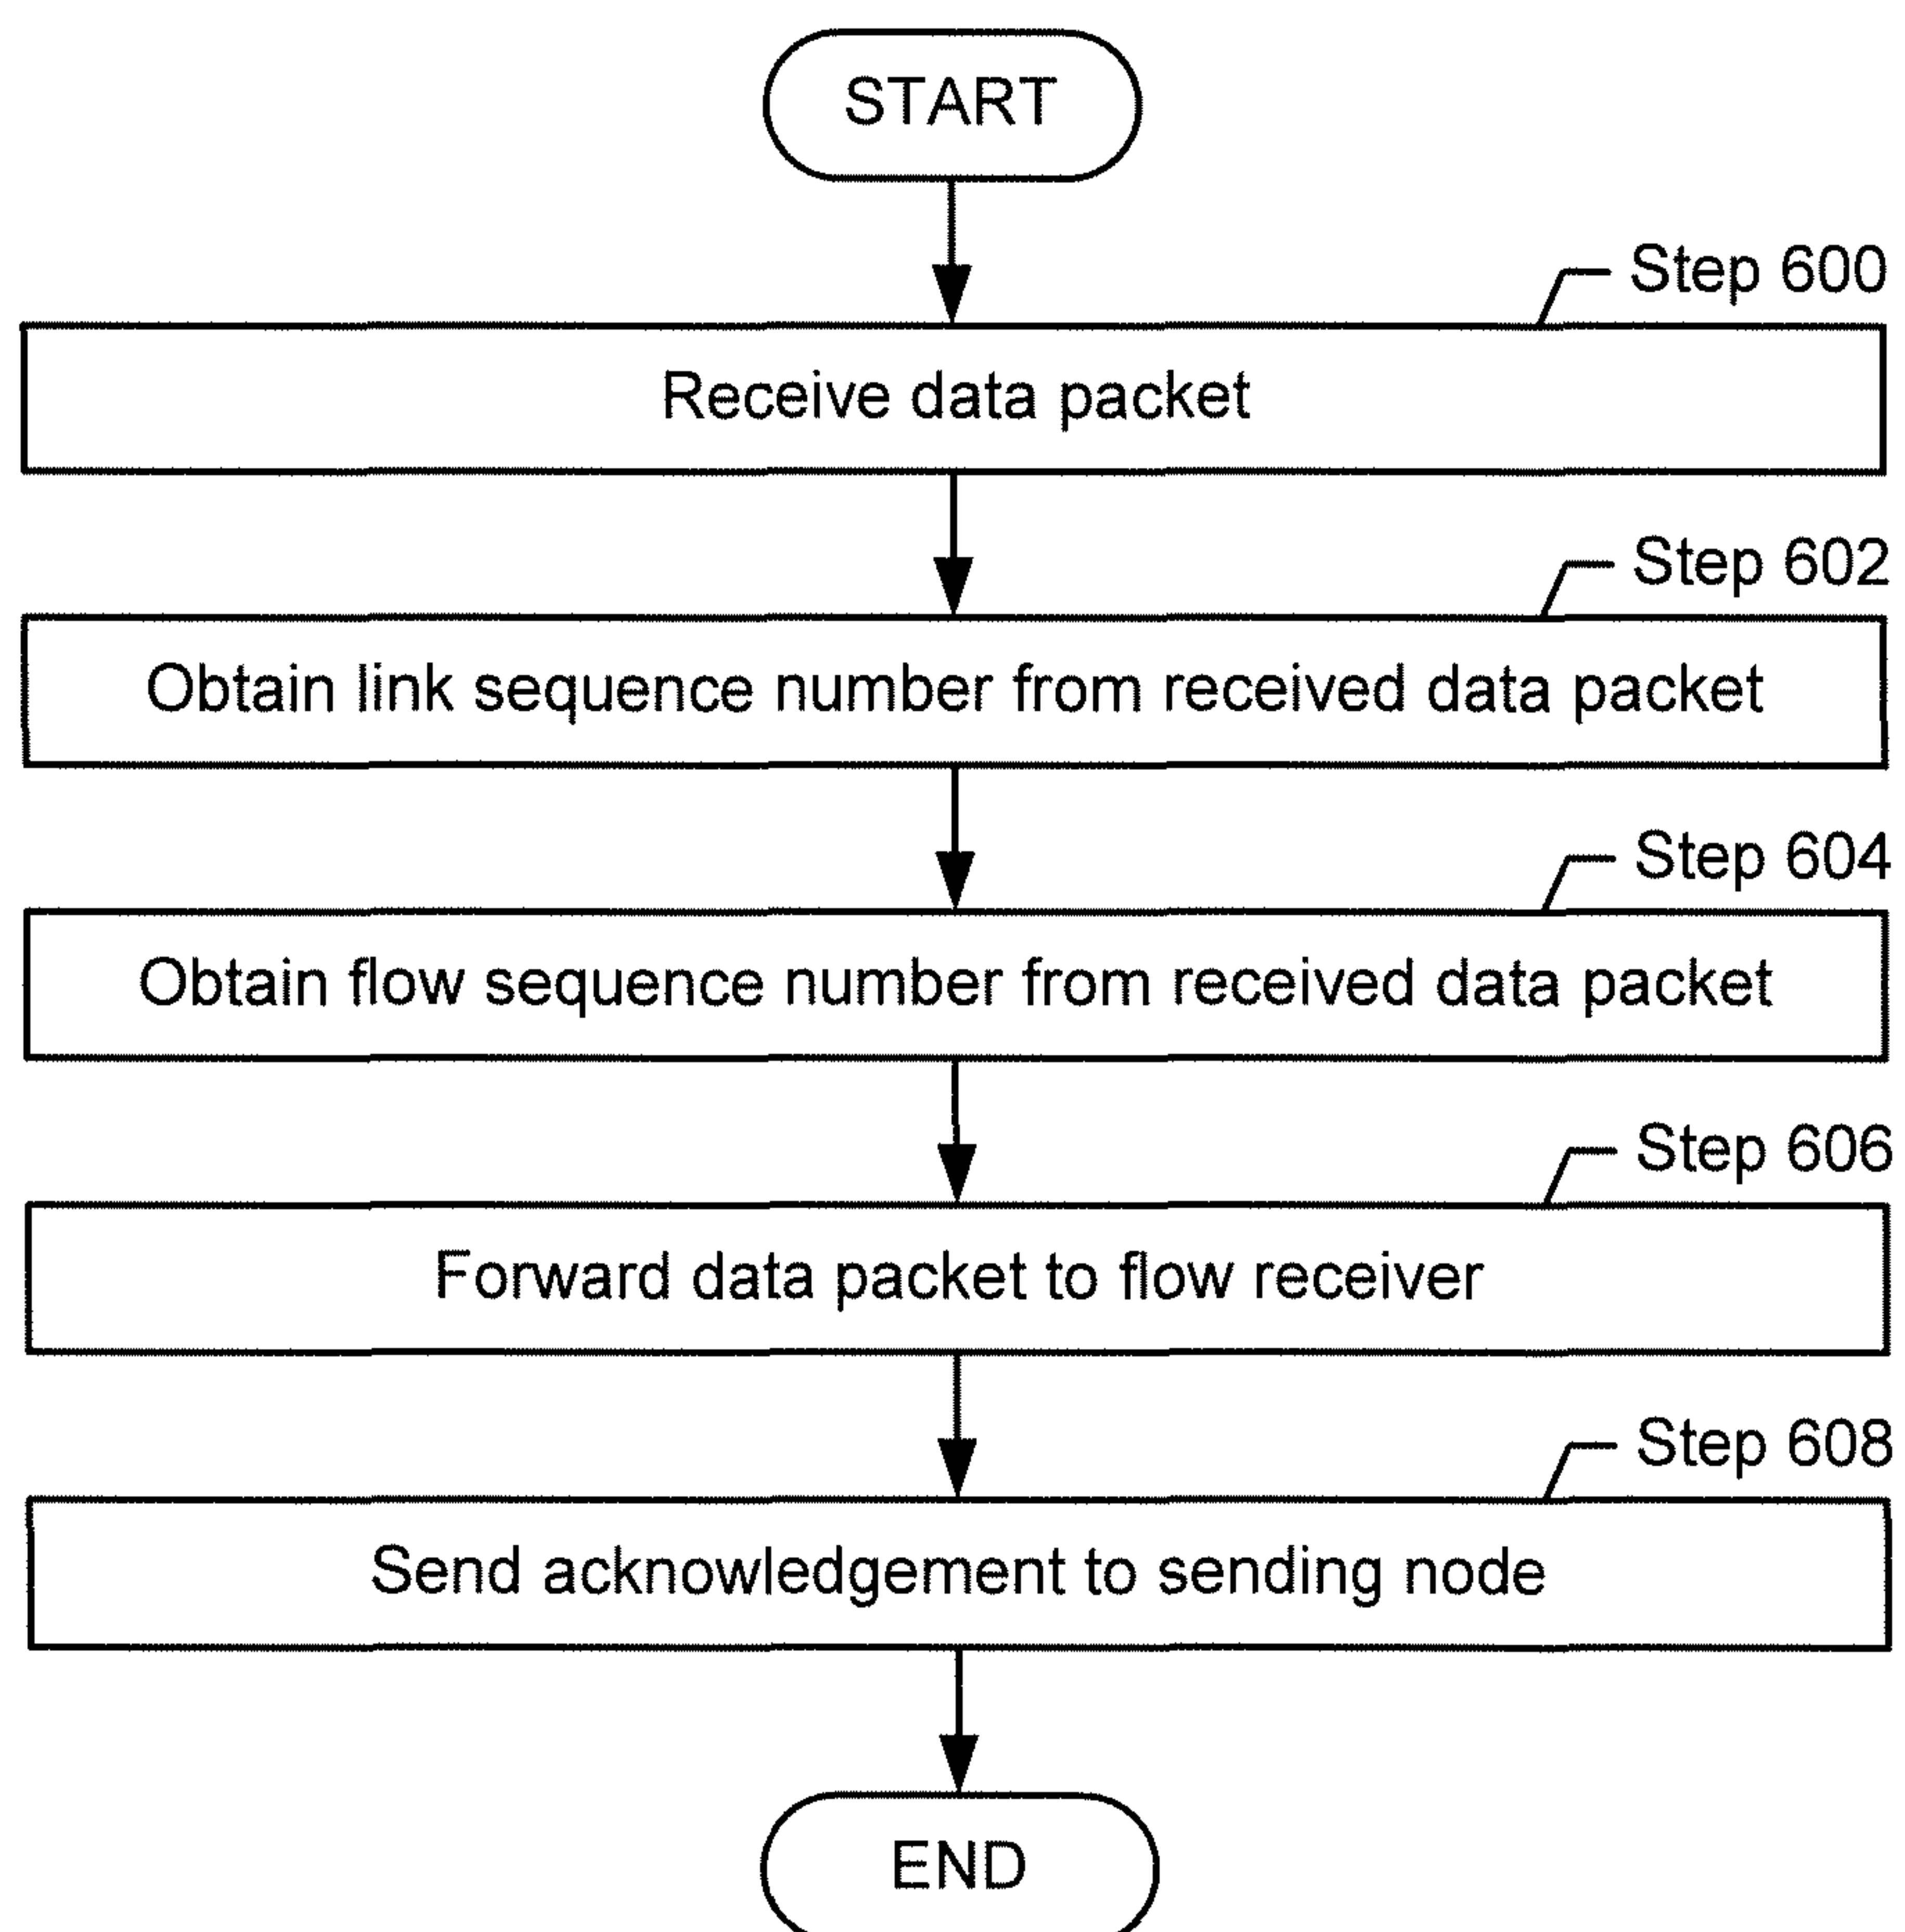 START
Step 600
Receive data packet
Step 602
Obtain link sequence number from received data packet
Step 604
Obtain flow sequence number from received data packet
Step 606
Forward data packet to flow receiver
Step 608
Send acknowledgement to sending node
END